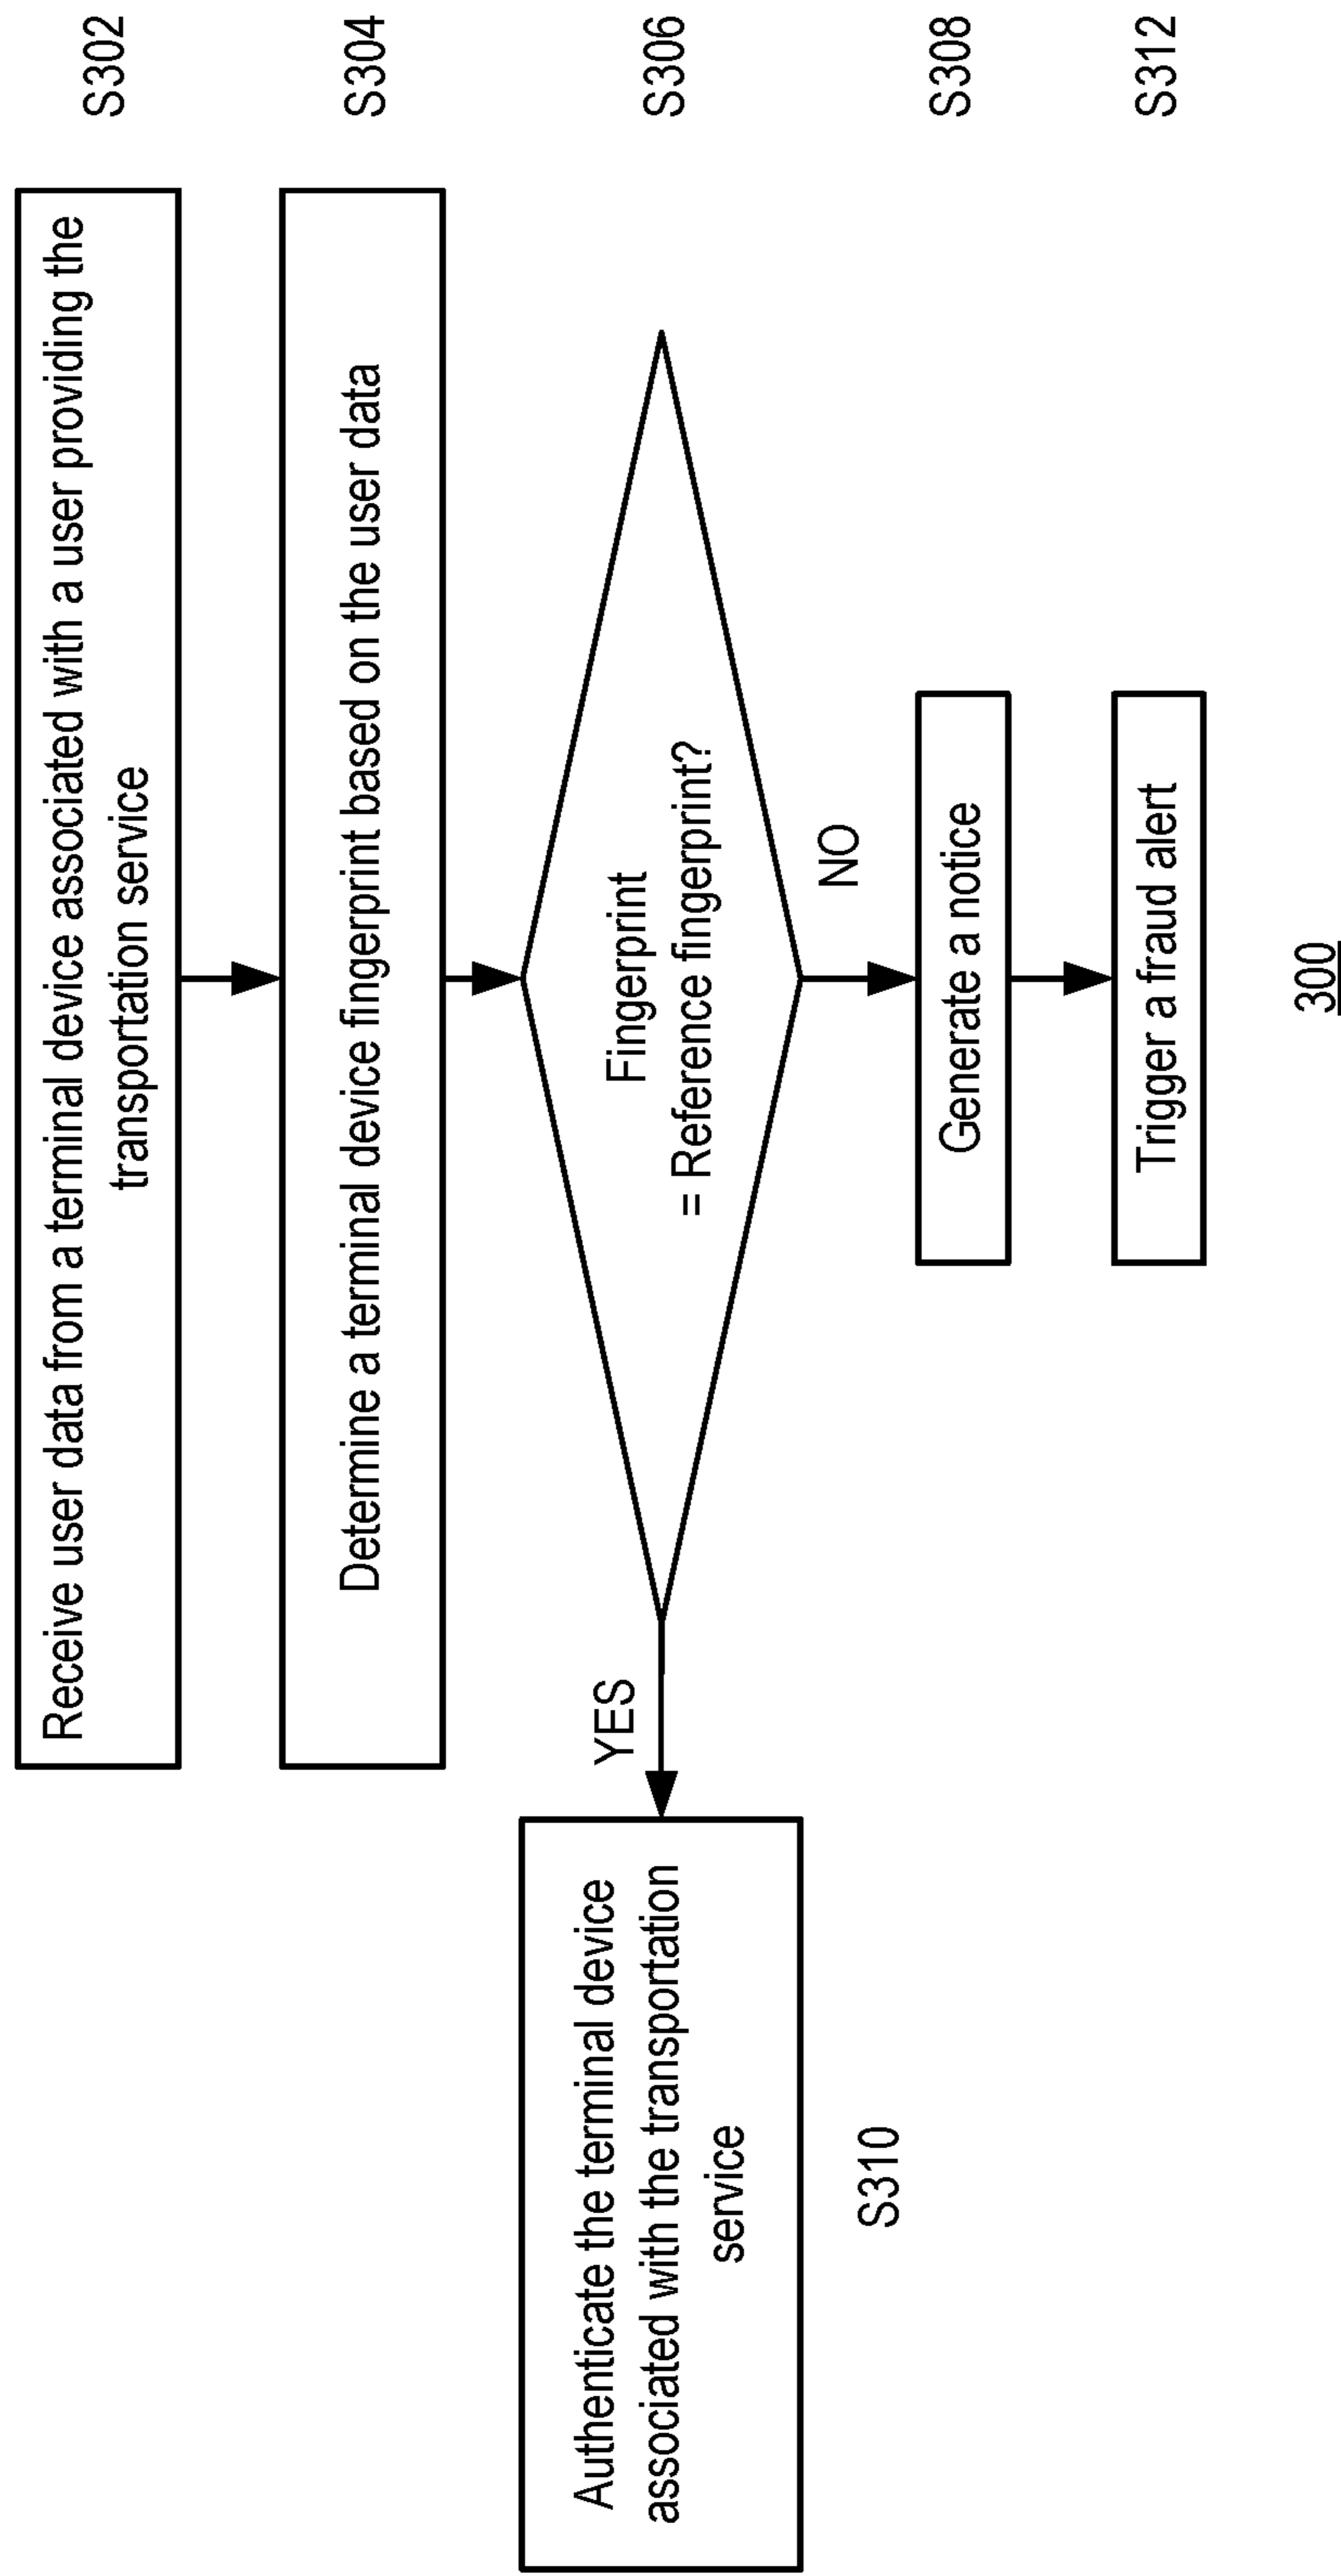 Receive user data from a terminal device associated with a user providing the
transportation service
S302
Determine a terminal device fingerprint based on the user data
S304
Fingerprint
= Reference fingerprint?
S306
YES
NO
Authenticate the terminal device
associated with the transportation
service
S310
Generate a notice
S308
Trigger a fraud alert
S312
300